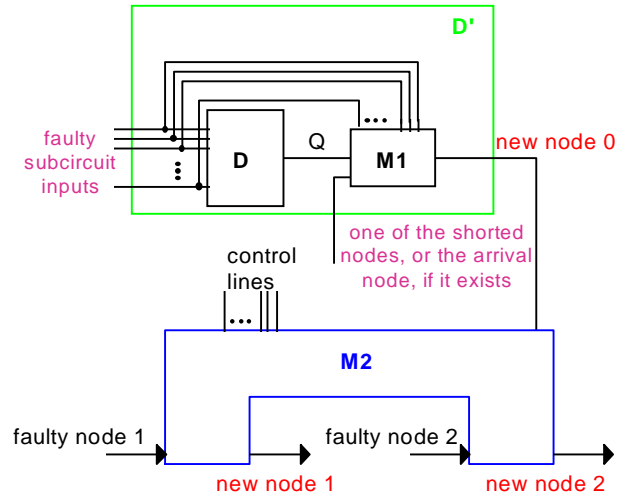 D'
faulty
subcircuit
inputs
D
Q
M1
new node 0
one of the shorted
nodes, or the arrival
node, if it exists
control
lines
M2
faulty node 1
faulty node 2
new node 1
new node 2